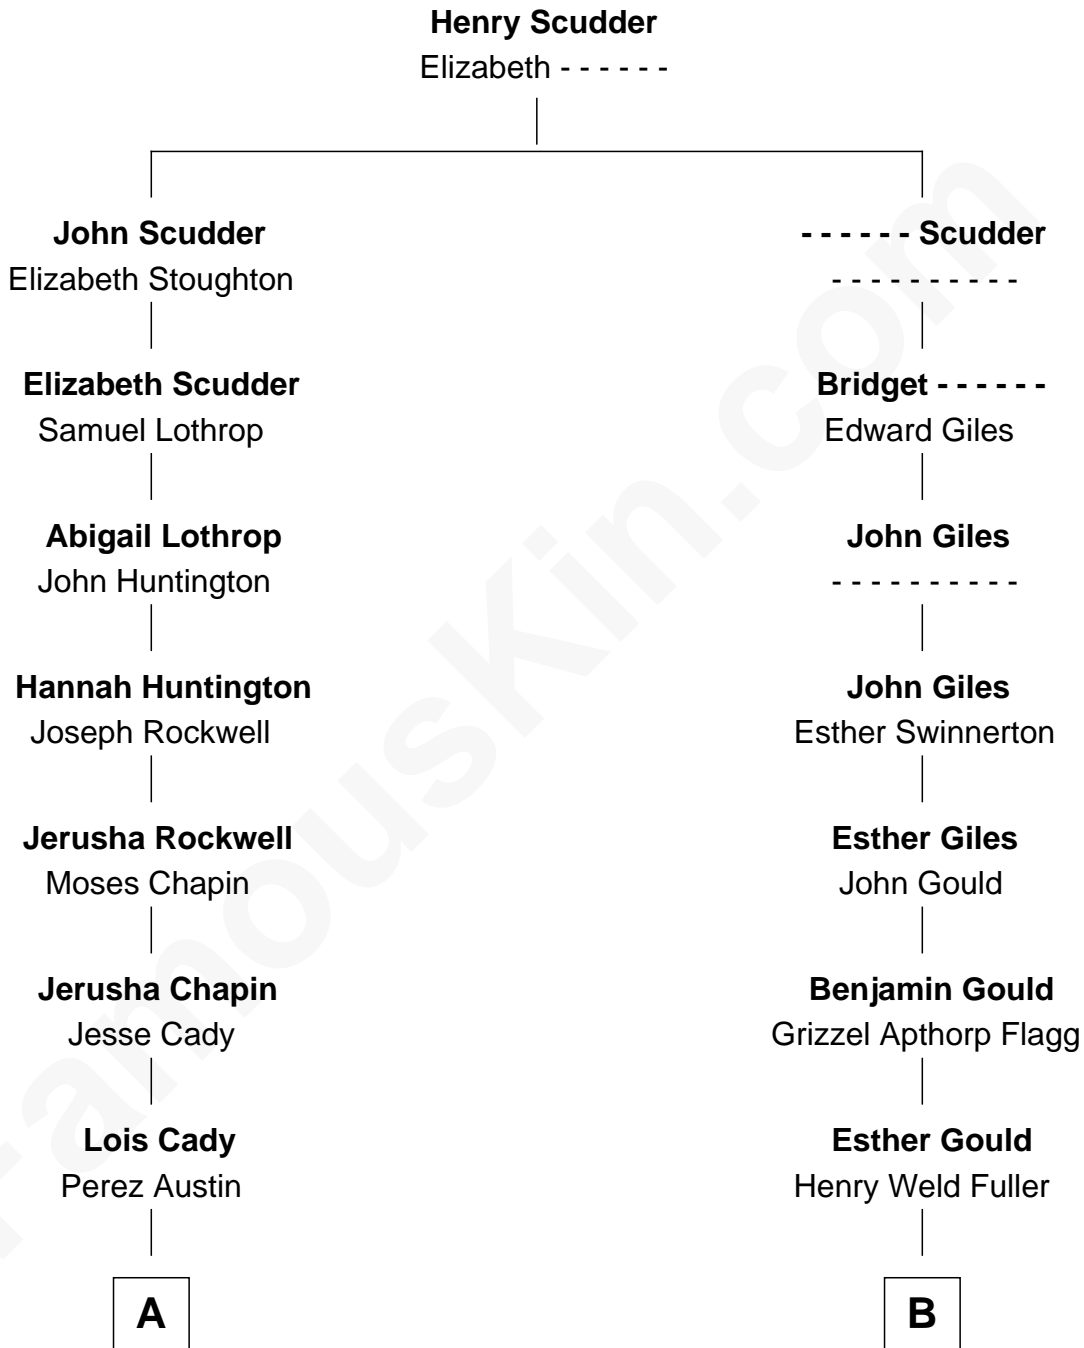 Henry Scudder
Elizabeth - - - - - -
John Scudder
Elizabeth Stoughton
Elizabeth Scudder
Samuel Lothrop
Abigail Lothrop
John Huntington
Hannah Huntington
Joseph Rockwell
Jerusha Rockwell
Moses Chapin
Jerusha Chapin
Jesse Cady
Lois Cady
Perez Austin
A
- - - - - - Scudder
- - - - - - - - - -
Bridget - - - - - -
Edward Giles
John Giles
- - - - - - - - - -
John Giles
Esther Swinnerton
Esther Giles
John Gould
Benjamin Gould
Grizzel Apthorp Flagg
Esther Gould
Henry Weld Fuller
B
FamousKin.com